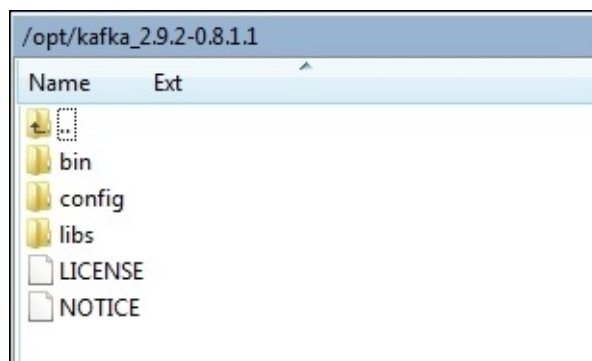 /opt/kafka_2.9.2-0.8.1.1
Name Ext
..
bin
config
libs
LICENSE
NOTICE